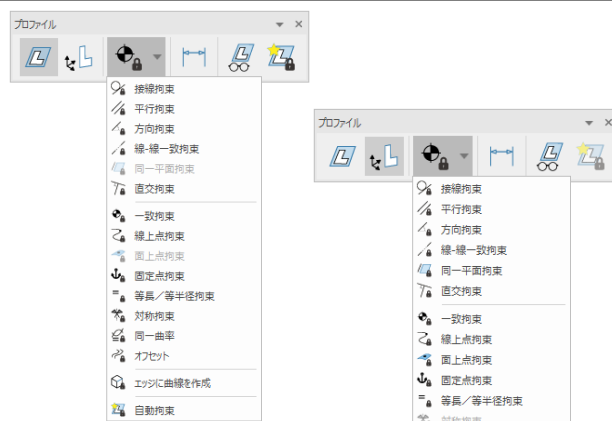 プロファイル
接線拘束
平行拘束
方向拘束
線-線一致拘束
同一平面拘束
直交拘束
一致拘束
線上点拘束
面上点拘束
固定点拘束
等長／等半径拘束
対称拘束
同一曲率
オフセット
エッジに曲線を作成
自動拘束
プロファイル
接線拘束
平行拘束
方向拘束
線-線一致拘束
同一平面拘束
直交拘束
一致拘束
線上点拘束
面上点拘束
固定点拘束
等長／等半径拘束
対称拘束